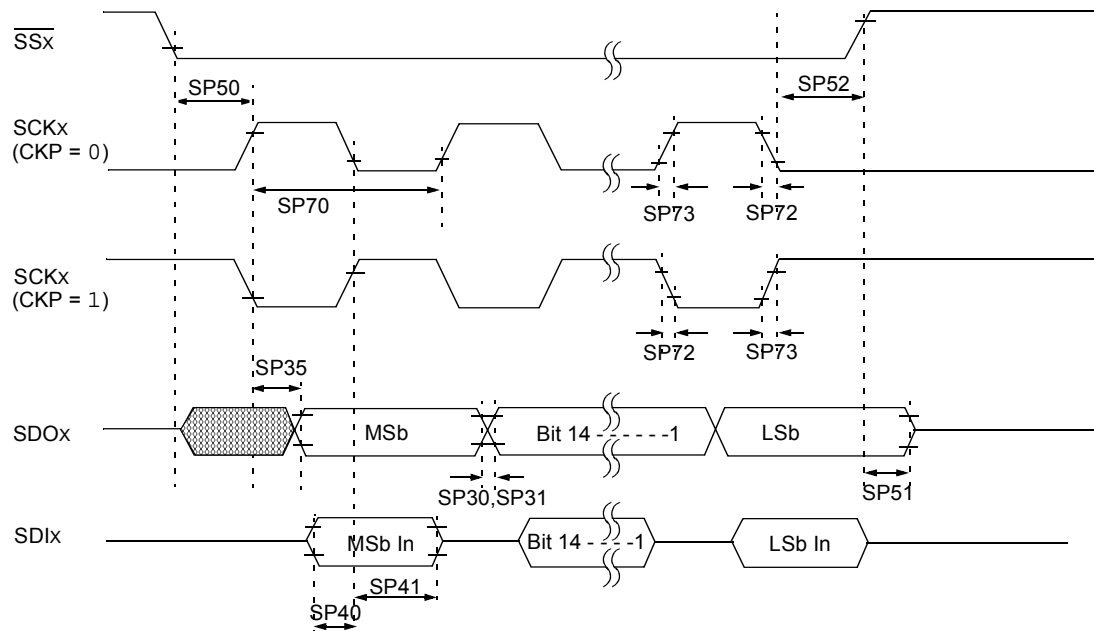 SSx
SP50
SP52
SCKx
(CKP = 0)
SP70
SP73
SP72
SCKx
(CKP = 1)
SP72
SP73
SP35
SDOx
MSb
Bit 14 - - - - - -1
LSb
SP30,SP31
SP51
SDIx
MSb In
Bit 14 - - - -1
LSb In
SP41
SP40